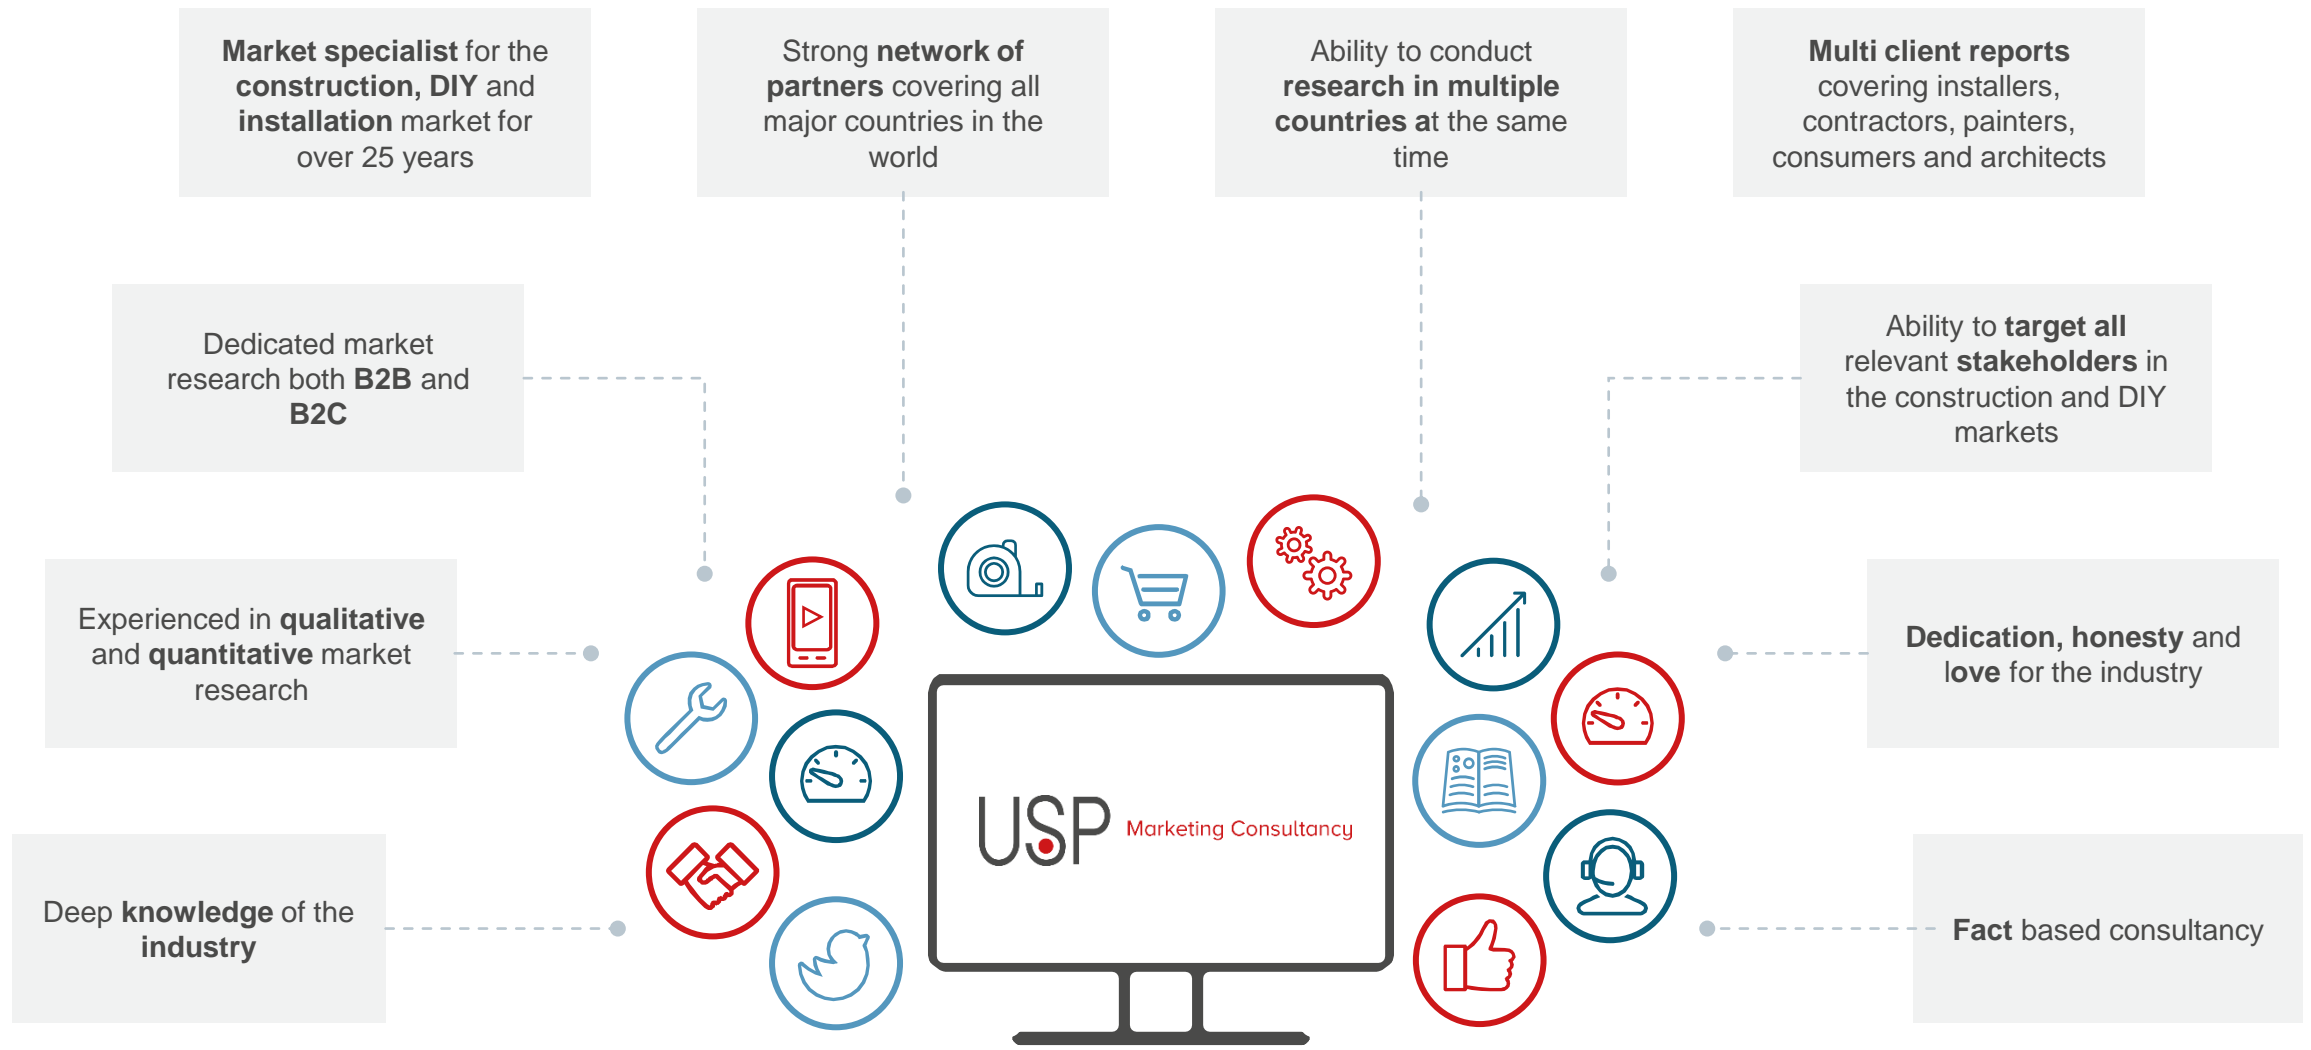 Market specialist for the
construction, DIY and
installation market for
over 25 years
Strong network of
partners covering all
major countries in the
world
Ability to conduct
research in multiple
countries at the same
time
Multi client reports
covering installers,
contractors, painters,
consumers and architects
Dedicated market
research both B2B and
B2C
Ability to target all
relevant stakeholders in
the construction and DIY
markets
Experienced in qualitative
and quantitative market
research
Dedication, honesty and
love for the industry
USP Marketing Consultancy
Deep knowledge of the
industry
Fact based consultancy